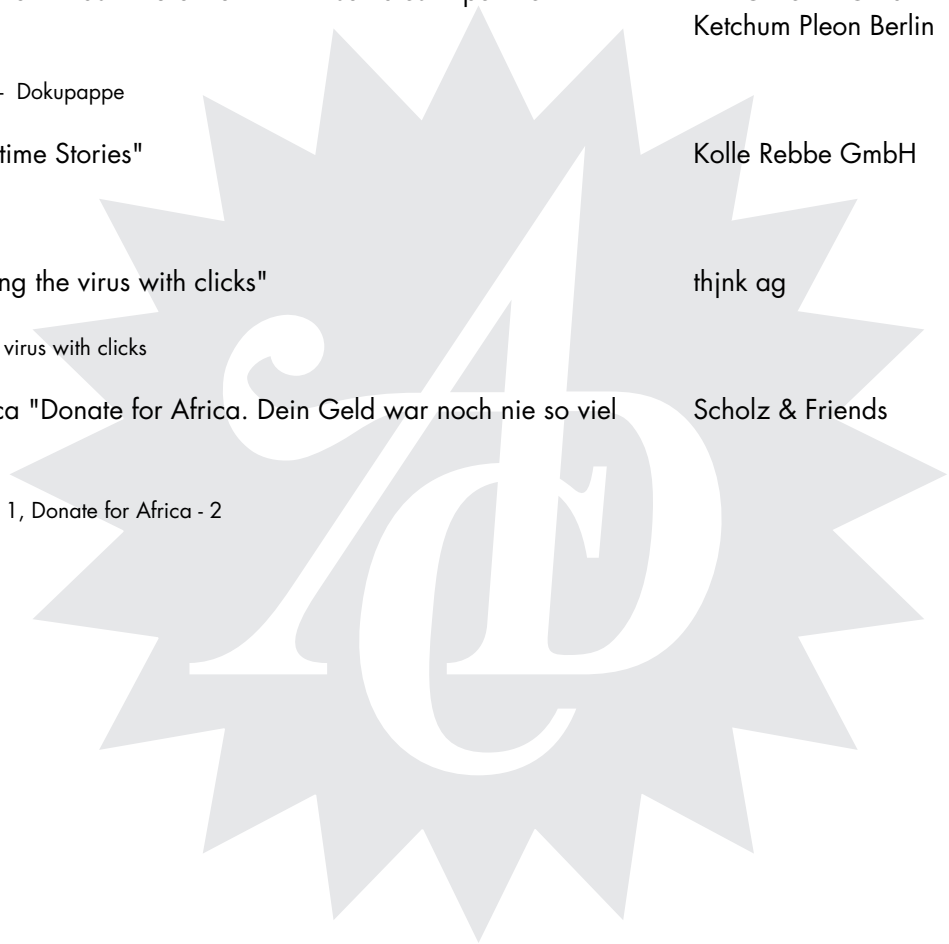 Ketchum Pleon Berlin
- Dokupappe
time Stories" Kolle Rebbe GmbH
ng the virus with clicks" thjnk ag
virus with clicks
ca "Donate for Africa. Dein Geld war noch nie so viel Scholz & Friends
1, Donate for Africa - 2
ADC